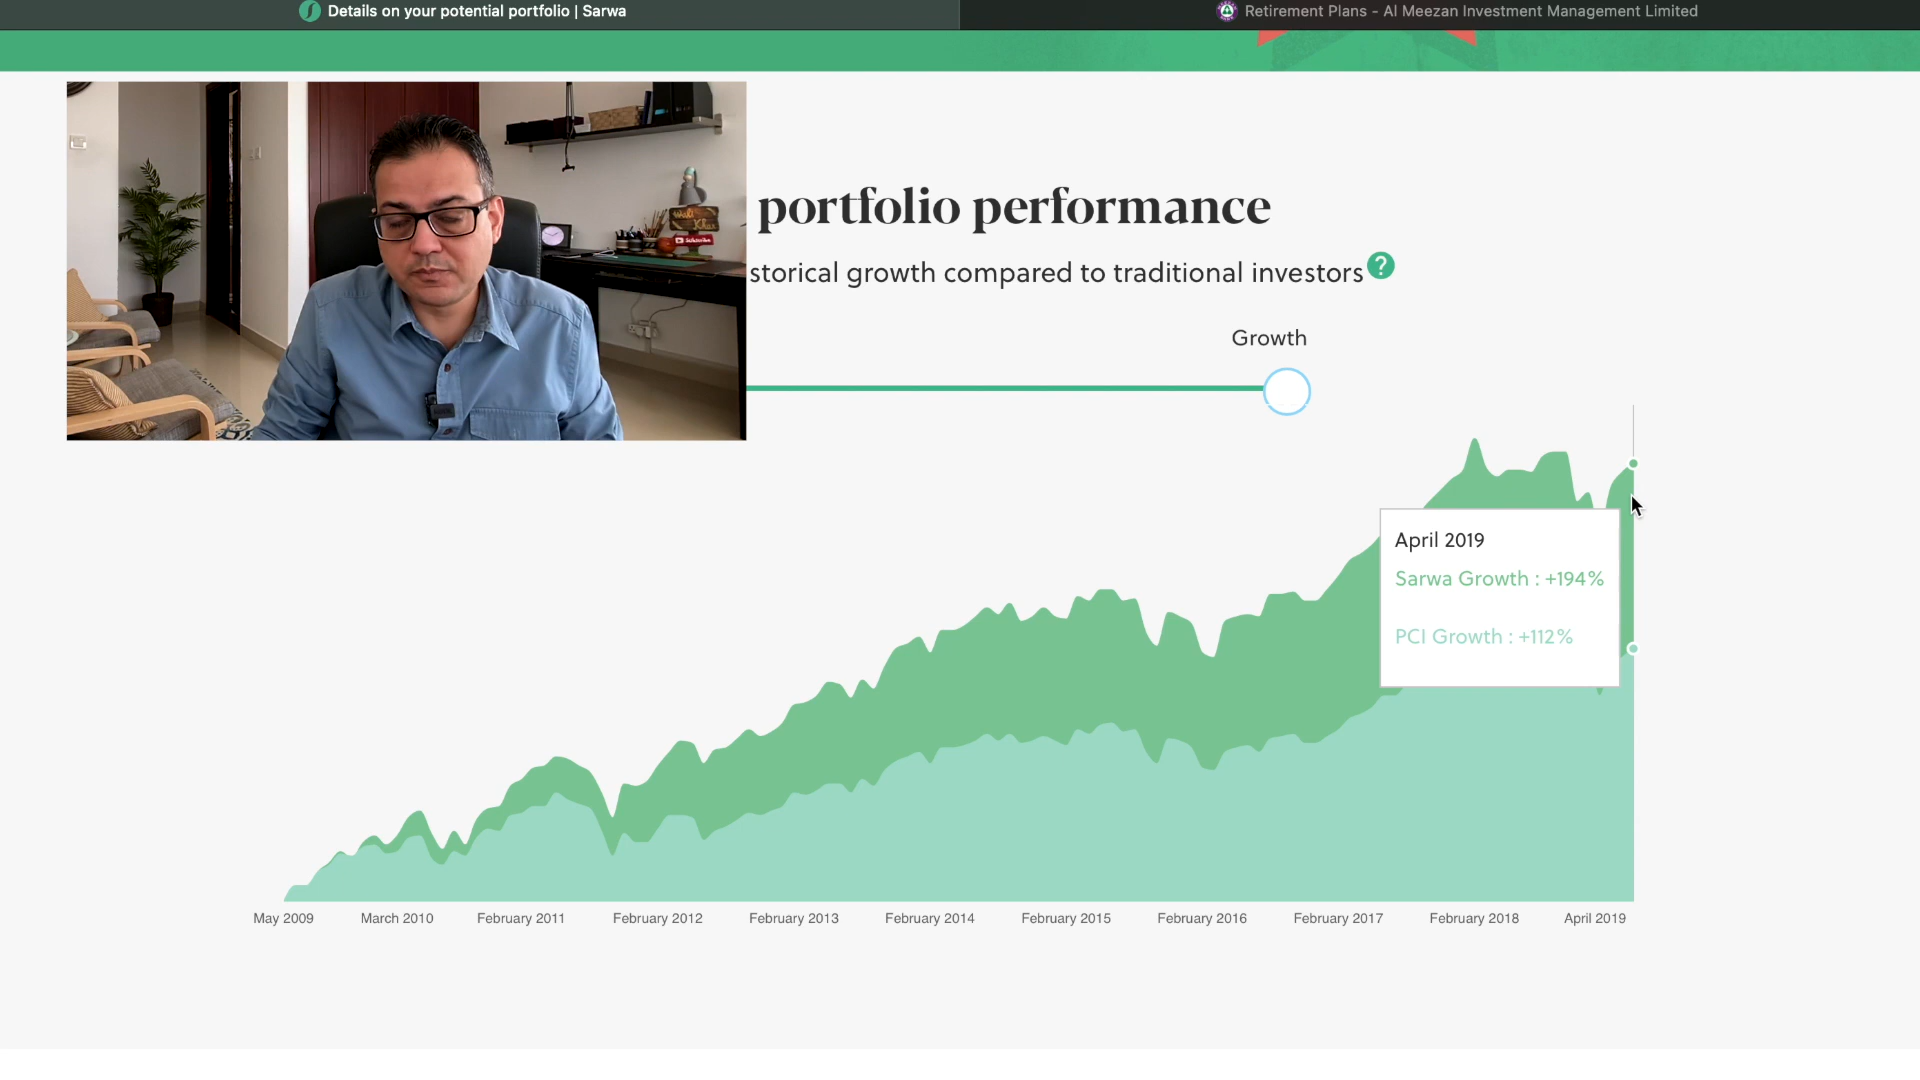 Details on your potential portfolio | Sarwa
Retirement Plans - Al Meezan Investment Management Limited
portfolio performance
storical growth compared to traditional investors ?
Growth
April 2019
Sarwa Growth : +194%
PCI Growth : +112%
May 2009
March 2010
February 2011
February 2012
February 2013
February 2014
February 2015
February 2016
February 2017
February 2018
April 2019
Subscribe